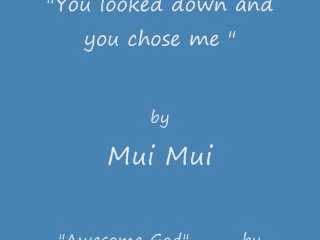 "You looked down and
you chose me "
by
Mui Mui
"Awesome God" by